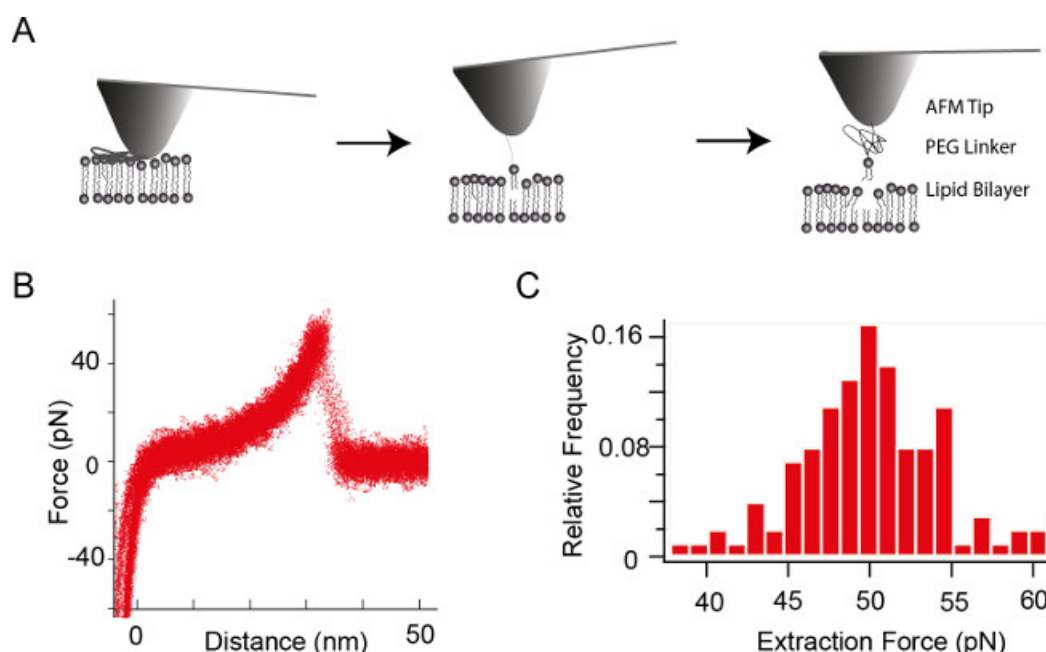 A
AFM Tip
PEG Linker
Lipid Bilayer
B
Force (pN)
40
0
-40
0
50
Distance (nm)
C
Relative Frequency
0.16
0.08
0
40
45
50
55
60
Extraction Force (pN)